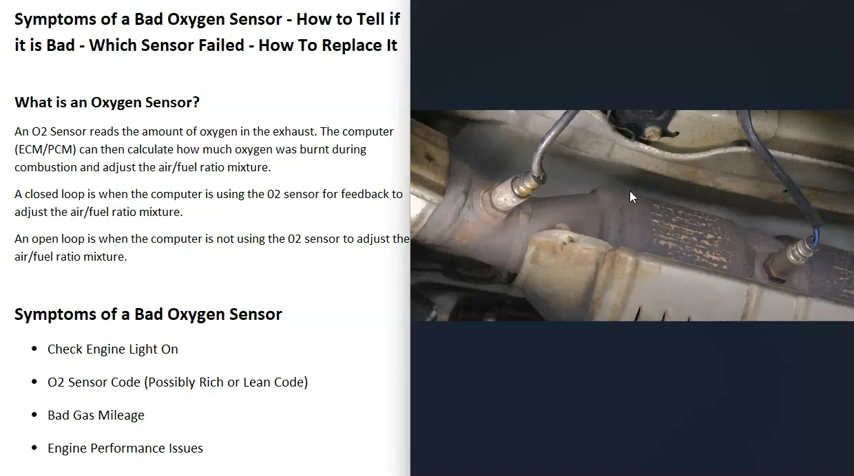 Symptoms of a Bad Oxygen Sensor - How to Tell if
it is Bad - Which Sensor Failed - How To Replace It
What is an Oxygen Sensor?
An O2 Sensor reads the amount of oxygen in the exhaust. The computer
(ECM/PCM) can then calculate how much oxygen was burnt during
combustion and adjust the air/fuel ratio mixture.
A closed loop is when the computer is using the 02 sensor for feedback to
adjust the air/fuel ratio mixture.
An open loop is when the computer is not using the 02 sensor to adjust the
air/fuel ratio mixture.
Symptoms of a Bad Oxygen Sensor
• Check Engine Light On
• O2 Sensor Code (Possibly Rich or Lean Code)
• Bad Gas Mileage
• Engine Performance Issues